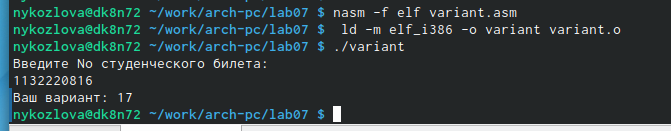 nykozlova@dk8n72 ~/work/arch-pc/lab07 $ nasm -f elf variant.asm
nykozlova@dk8n72 ~/work/arch-pc/lab07 $  ld -m elf_i386 -o variant variant.o
nykozlova@dk8n72 ~/work/arch-pc/lab07 $ ./variant
Введите No студенческого билета:
1132220816
Ваш вариант: 17
nykozlova@dk8n72 ~/work/arch-pc/lab07 $